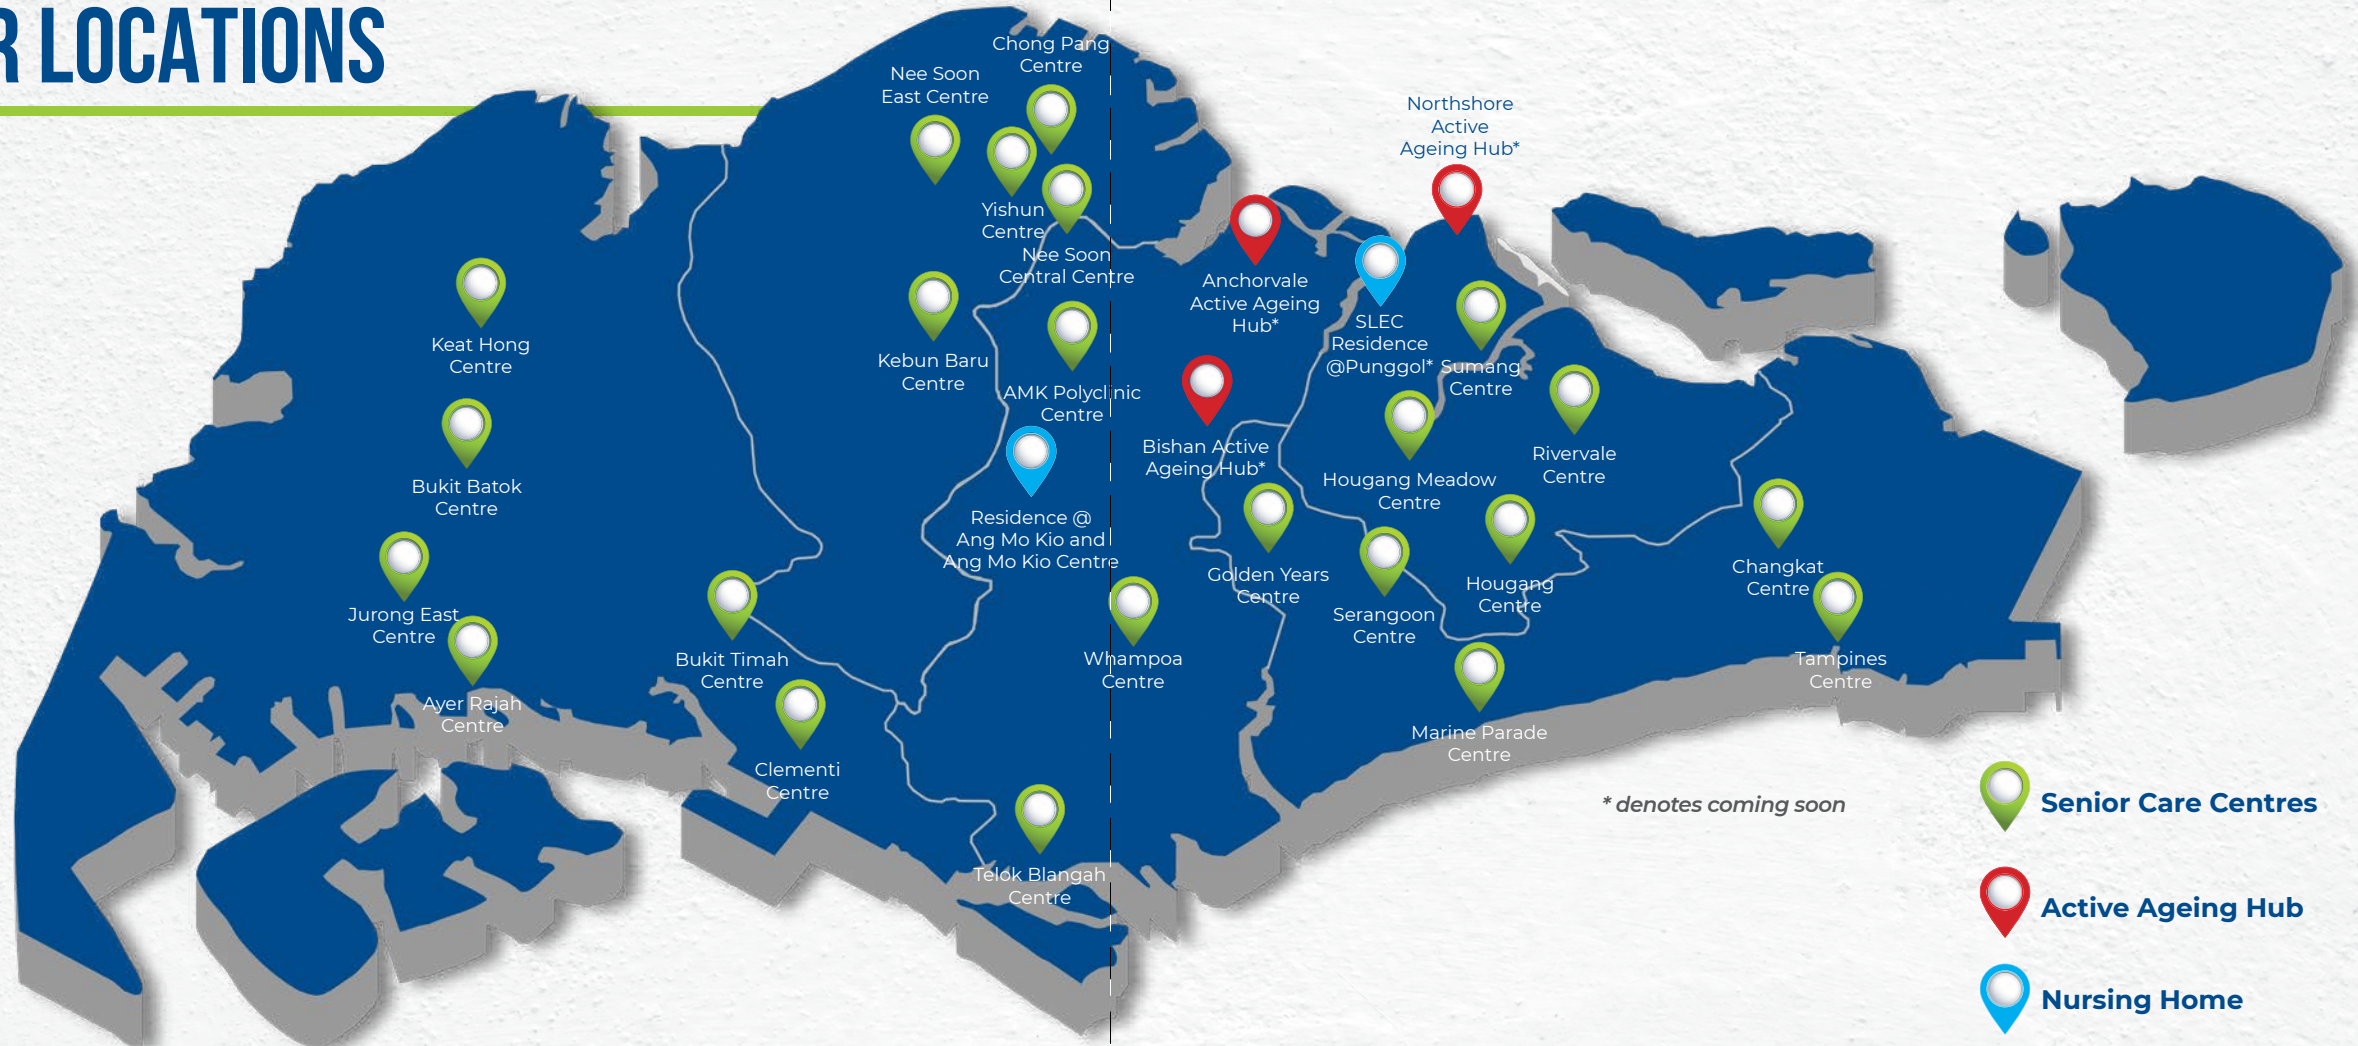 R LOCATIONS
Chong Pang
Centre
Nee Soon
East Centre
Northshore
Active
Ageing Hub*
Yishun
Centre
Nee Soon
Central Centre
Anchorvale
Active Ageing
Hub*
SLEC
Residence
@Punggol*
Sumang
Centre
Keat Hong
Centre
Kebun Baru
Centre
AMK Polyclinic
Centre
Bishan Active
Ageing Hub*
Rivervale
Centre
Hougang Meadow
Centre
Bukit Batok
Centre
Residence @
Ang Mo Kio and
Ang Mo Kio Centre
Golden Years
Centre
Hougang
Centre
Changkat
Centre
Jurong East
Centre
Serangoon
Centre
Bukit Timah
Centre
Whampoa
Centre
Tampines
Centre
Ayer Rajah
Centre
Marine Parade
Centre
Clementi
Centre
Telok Blangah
Centre
* denotes coming soon
Senior Care Centres
Active Ageing Hub
Nursing Home